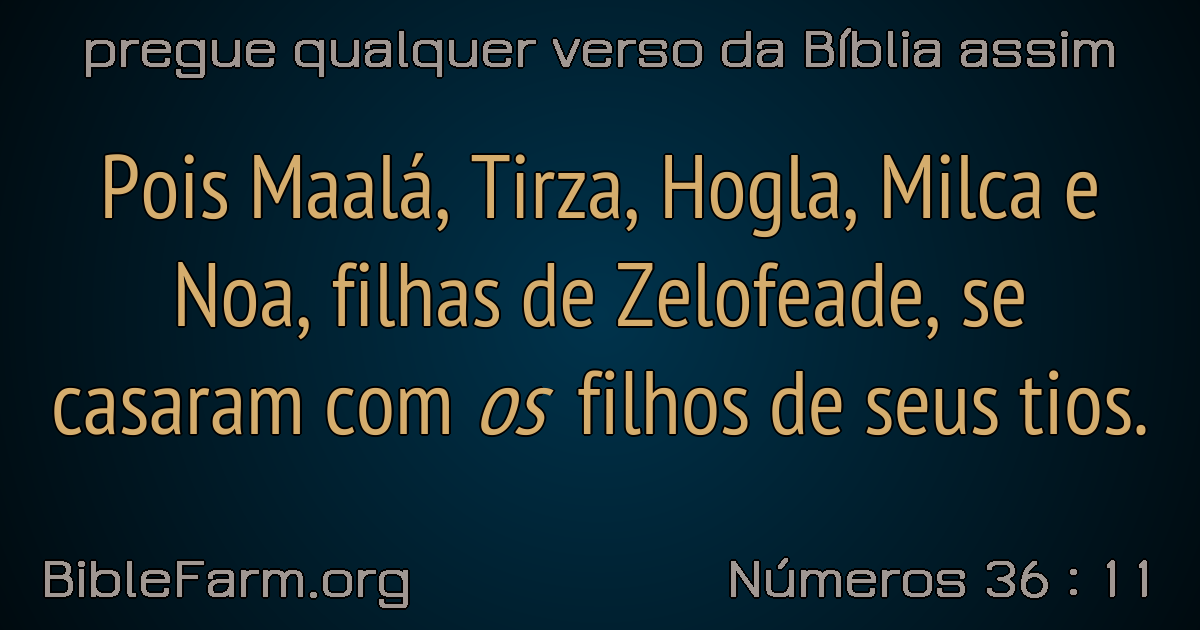 pregue qualquer verso da Bíblia assim
Pois Maalá, Tirza, Hogla, Milca e
Noa, filhas de Zelofeade, se
casaram com os filhos de seus tios.
BibleFarm.org
Números 36 : 11